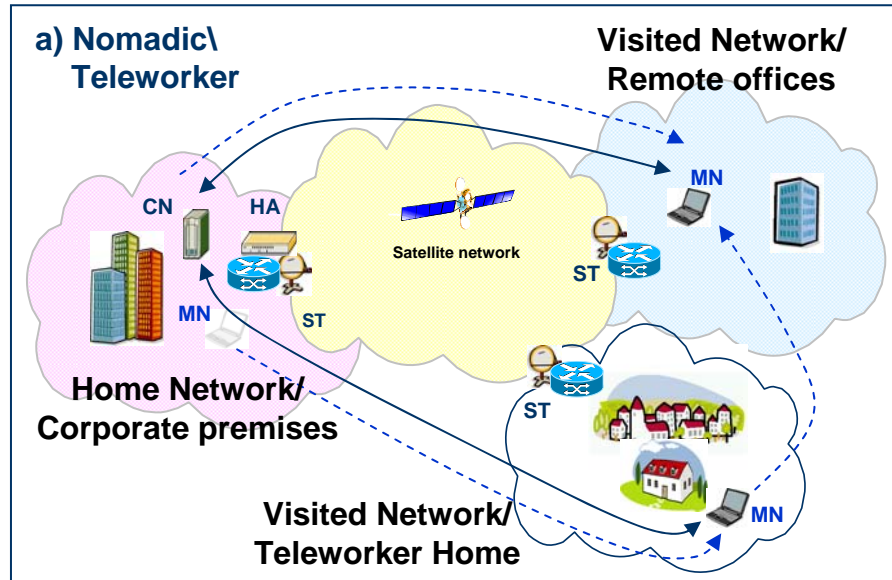 a) Nomadic\
Teleworker
Visited Network/
Remote offices
CN
HA
MN
Satellite network
ST
MN
ST
Home Network/
Corporate premises
ST
Visited Network/
Teleworker Home
MN